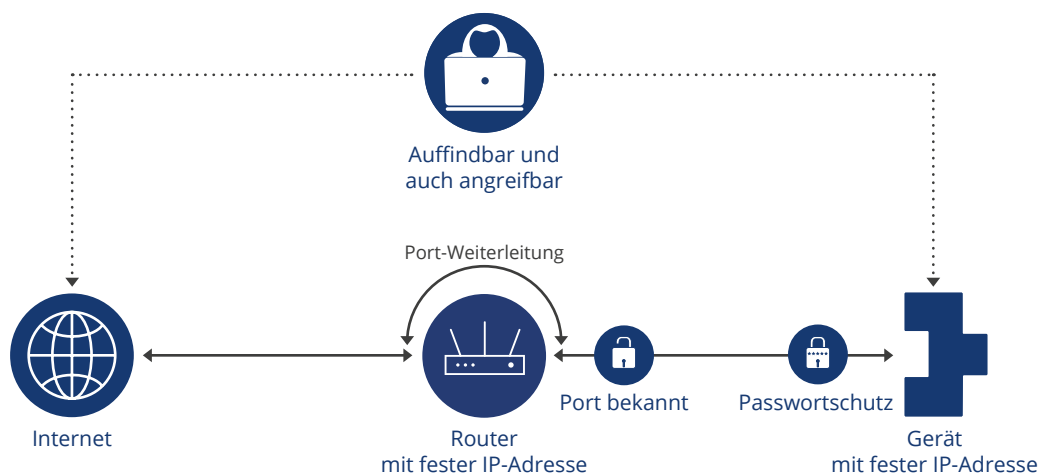 Auffindbar und
auch angreifbar
Port-Weiterleitung
Port bekannt
Passwortschutz
Internet
Router
mit fester IP-Adresse
Gerät
mit fester IP-Adresse